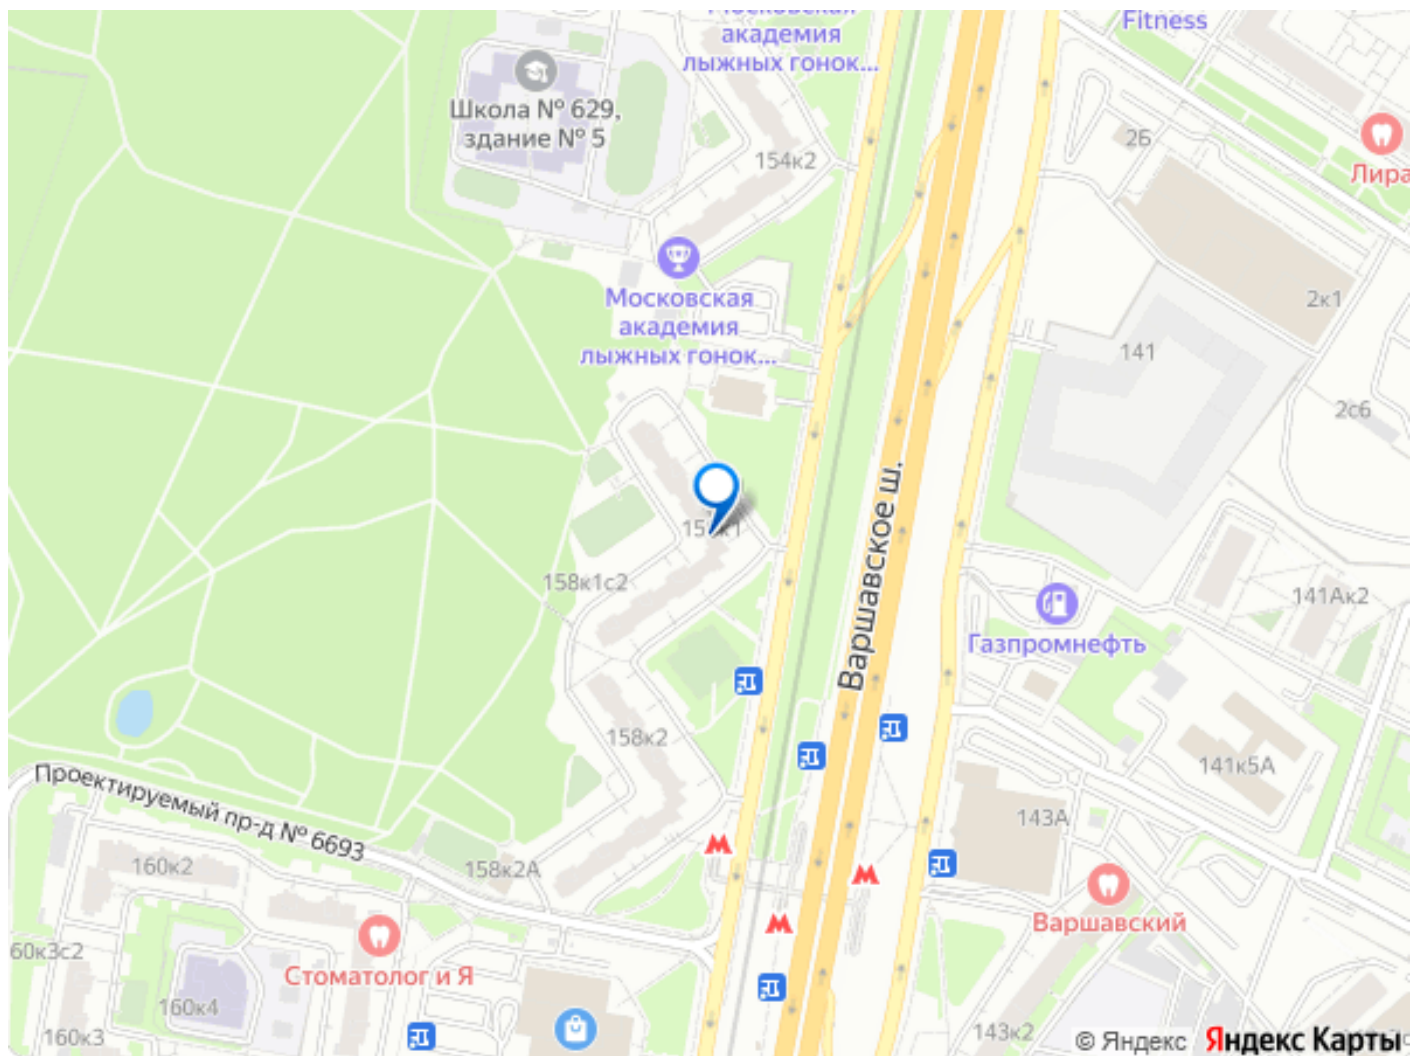 Московская
академия
лыжных гонок...
Fitness
Школа № 629,
здание № 5
154к2
26
Лира
Московская
академия
лыжных гонок...
2к1
141
2с6
Варшавское ш.
158к1с2
141Ак2
Газпромнефть
158к2
141к5А
Проектируемый пр-д № 6693
143А
160к2
158к2А
Варшавский
60к3с2
Стоматолог и Я
160к4
160к3
143к2
© Яндекс
Яндекс Карты